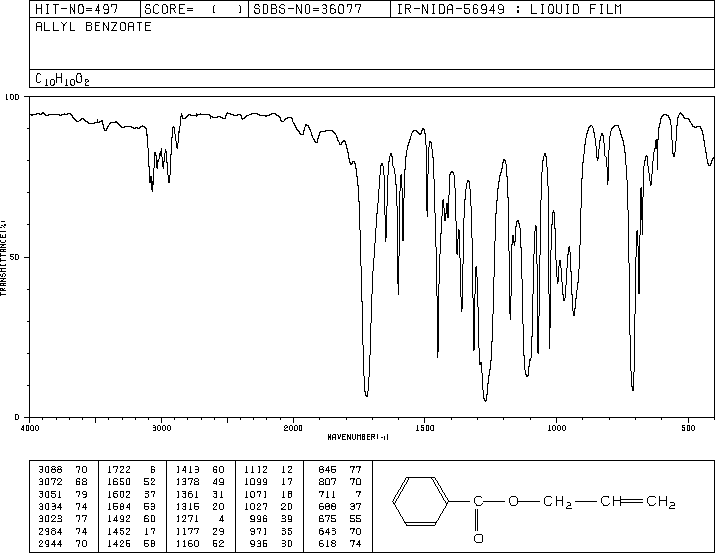 HIT-NO=497 SCORE= ( ) SDBS-NO=36077 IR-NIDA-56949 : LIQUID FILM
ALLYL BENZOATE
C10H10O2
100
50
0
TRANSMITTANCE(%)
4000 3000 2000 1500 1000 500
WAVENUMBER(-1)
3088 70 1722 6 1413 60 1112 12 845 77
3072 68 1650 52 1378 49 1099 17 807 70
3051 79 1602 37 1361 31 1071 18 711 7
3034 74 1584 53 1315 20 1027 20 688 37
3023 77 1492 60 1271 4 996 39 675 55
2984 74 1452 17 1177 29 971 35 643 70
2944 70 1426 58 1160 52 935 30 618 74
C O CH2 CH CH2
O